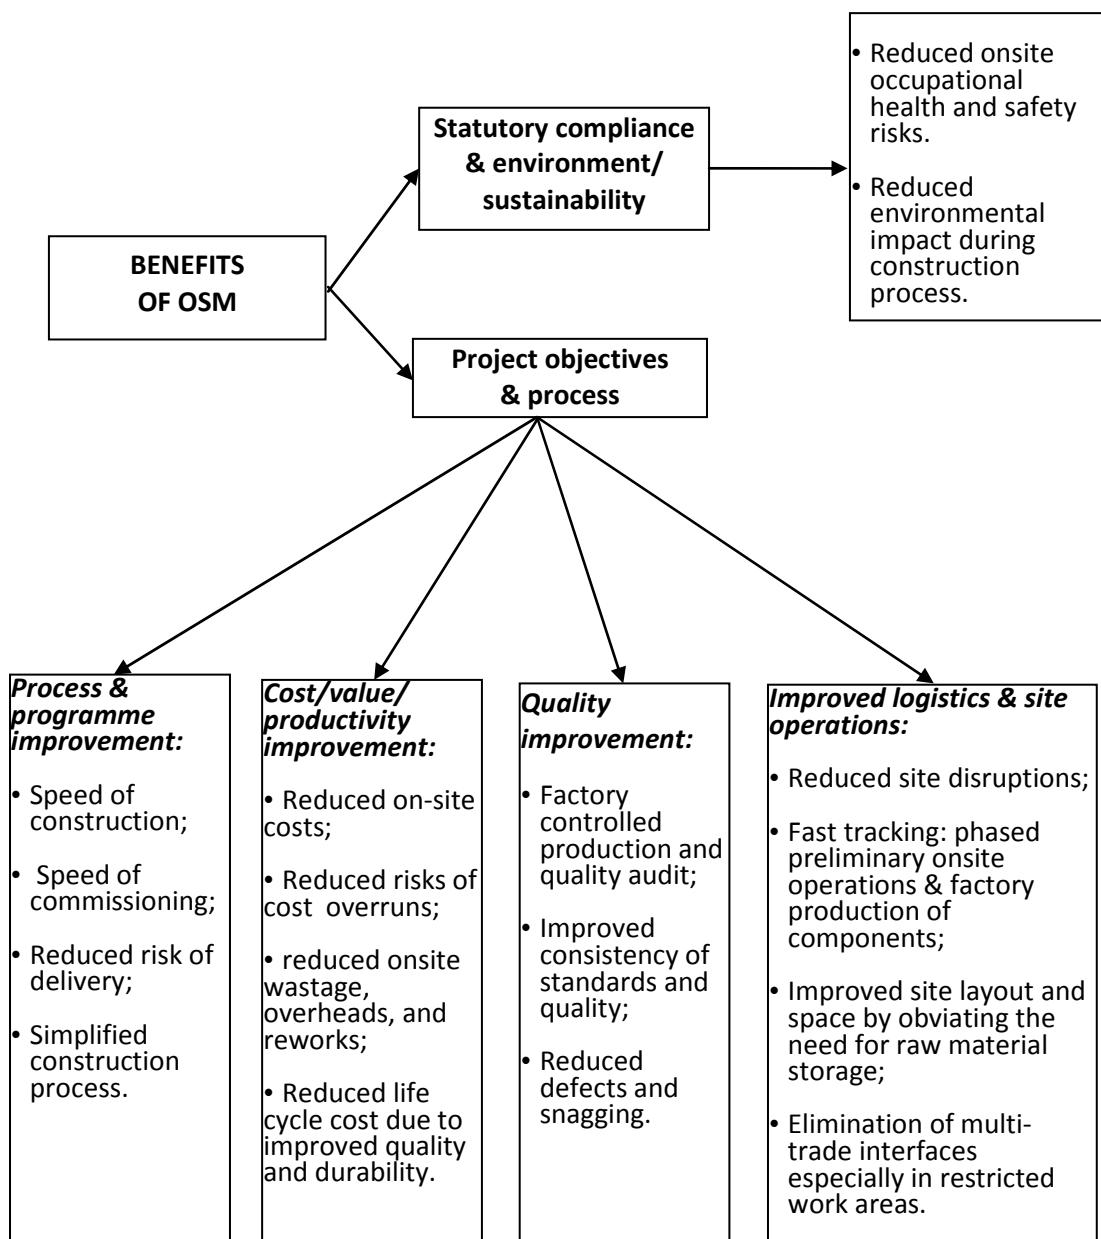 • Reduced onsite
occupational
health and safety
risks.
• Reduced
environmental
impact during
construction
process.
Statutory compliance
& environment/
sustainability
BENEFITS
OF OSM
Project objectives
& process
Process &
programme
improvement:
• Speed of
construction;
• Speed of
commissioning;
• Reduced risk of
delivery;
• Simplified
construction
process.
Cost/value/
productivity
improvement:
• Reduced on-site
costs;
• Reduced risks of
cost overruns;
• reduced onsite
wastage,
overheads, and
reworks;
• Reduced life
cycle cost due to
improved quality
and durability.
Quality
improvement:
• Factory
controlled
production and
quality audit;
• Improved
consistency of
standards and
quality;
• Reduced
defects and
snagging.
Improved logistics & site
operations:
• Reduced site disruptions;
• Fast tracking: phased
preliminary onsite
operations & factory
production of
components;
• Improved site layout and
space by obviating the
need for raw material
storage;
• Elimination of multi-
trade interfaces
especially in restricted
work areas.